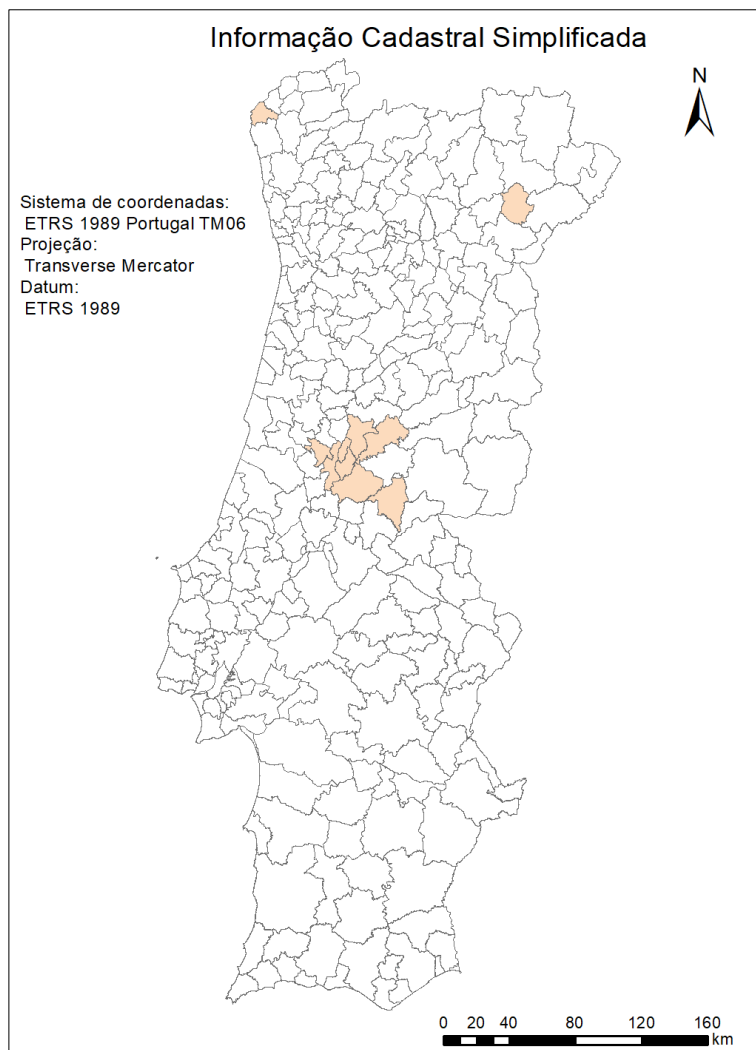 Informação Cadastral Simplificada
N
Sistema de coordenadas:
ETRS 1989 Portugal TM06
Projeção:
Transverse Mercator
Datum:
ETRS 1989
0 20 40 80 120 160
km